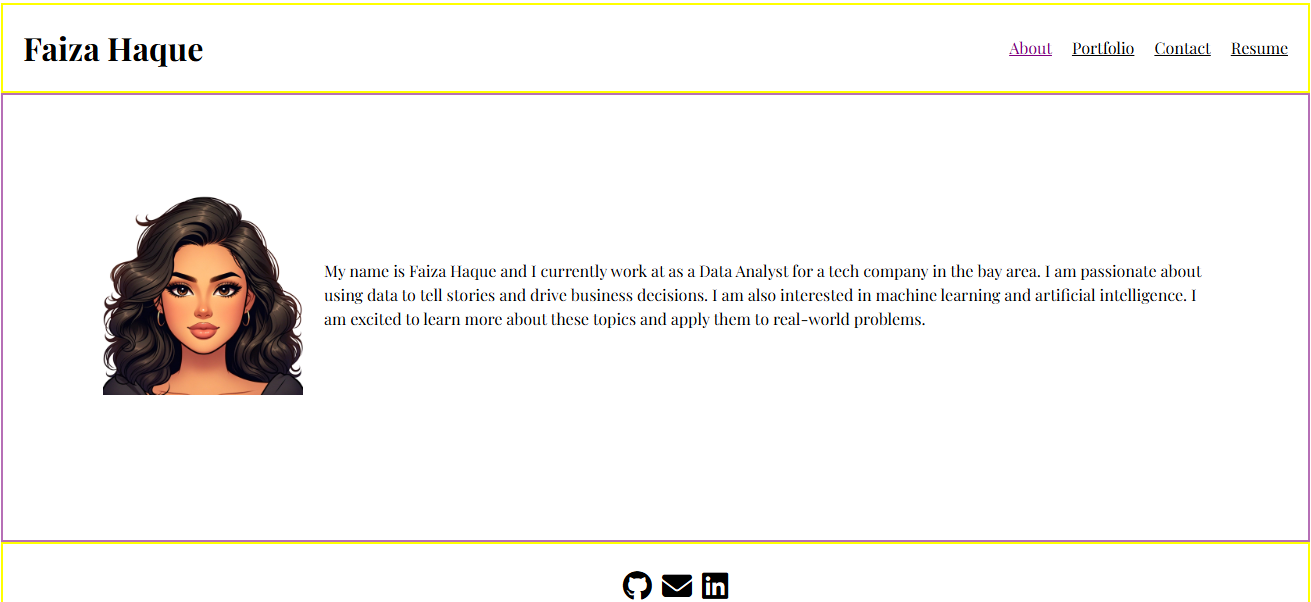 Faiza Haque
About Portfolio Contact Resume
My name is Faiza Haque and I currently work at as a Data Analyst for a tech company in the bay area. I am passionate about
using data to tell stories and drive business decisions. I am also interested in machine learning and artificial intelligence. I
am excited to learn more about these topics and apply them to real-world problems.
in